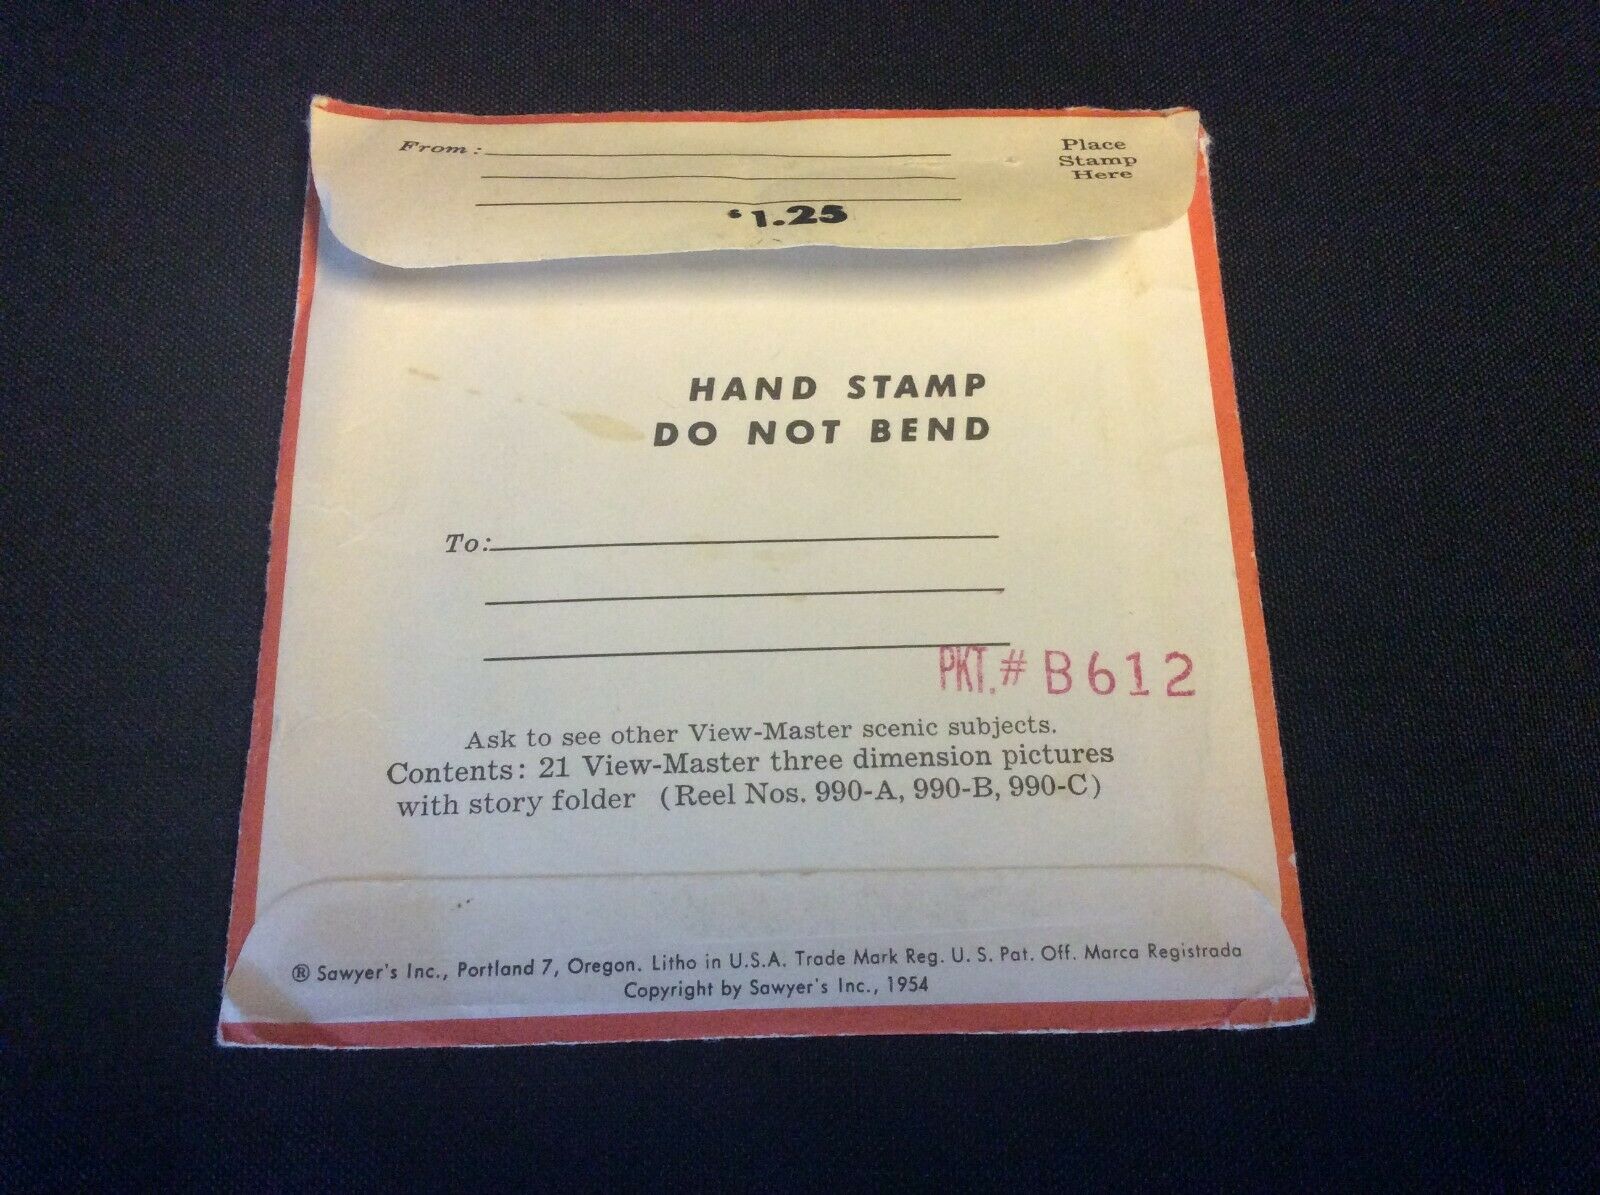 From:
Place
Stamp
Here
$1.25
HAND STAMP
DO NOT BEND
To:
PKT. # B612
Ask to see other View-Master scenic subjects.
Contents: 21 View-Master three dimension pictures
with story folder (Reel Nos. 990-A, 990-B, 990-C)
® Sawyer's Inc., Portland 7, Oregon. Litho in U.S.A. Trade Mark Reg. U. S. Pat. Off. Marca Registrada
Copyright by Sawyer's Inc., 1954